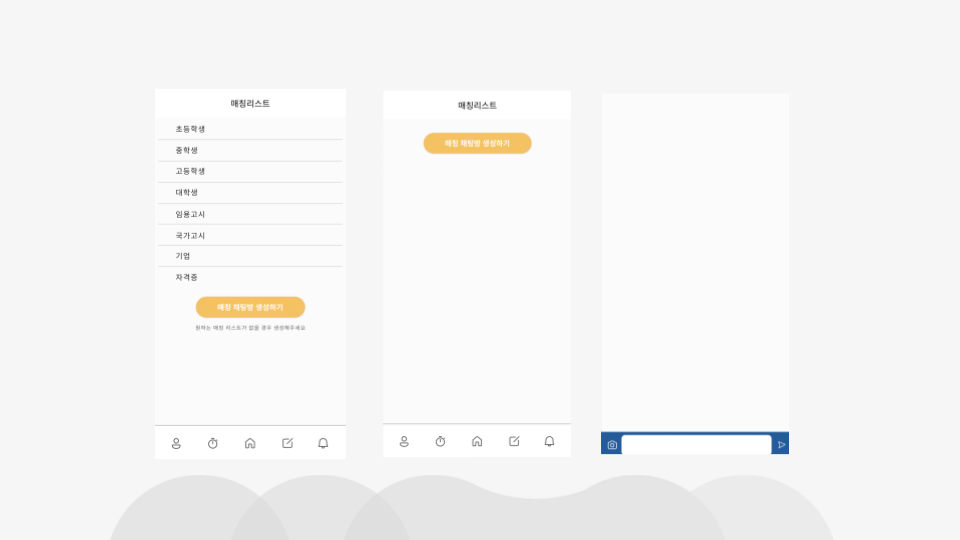 매칭리스트
초등학생
중학생
고등학생
대학생
임용고시
국가고시
기업
자격증
매칭 채팅방 생성하기
원하는 매칭 리스트가 없을 경우 생성해주세요
매칭리스트
매칭 채팅방 생성하기